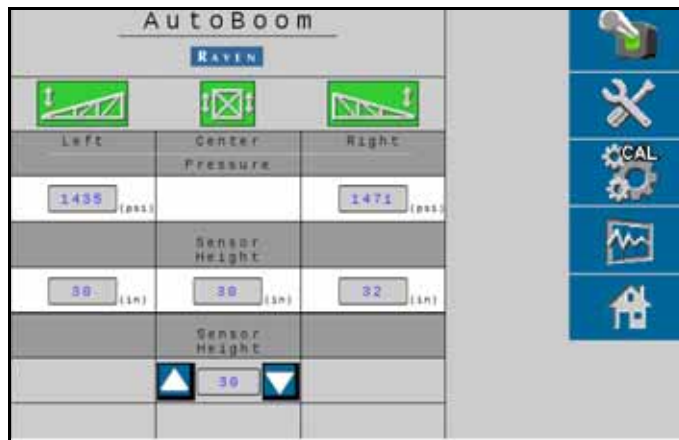 AutoBoom
RAVEN
Left Center Right
Pressure
CAL
1435 (psi) 1471 (psi)
Sensor
Height
30 (in) 30 (in) 32 (in)
Sensor
Height
30